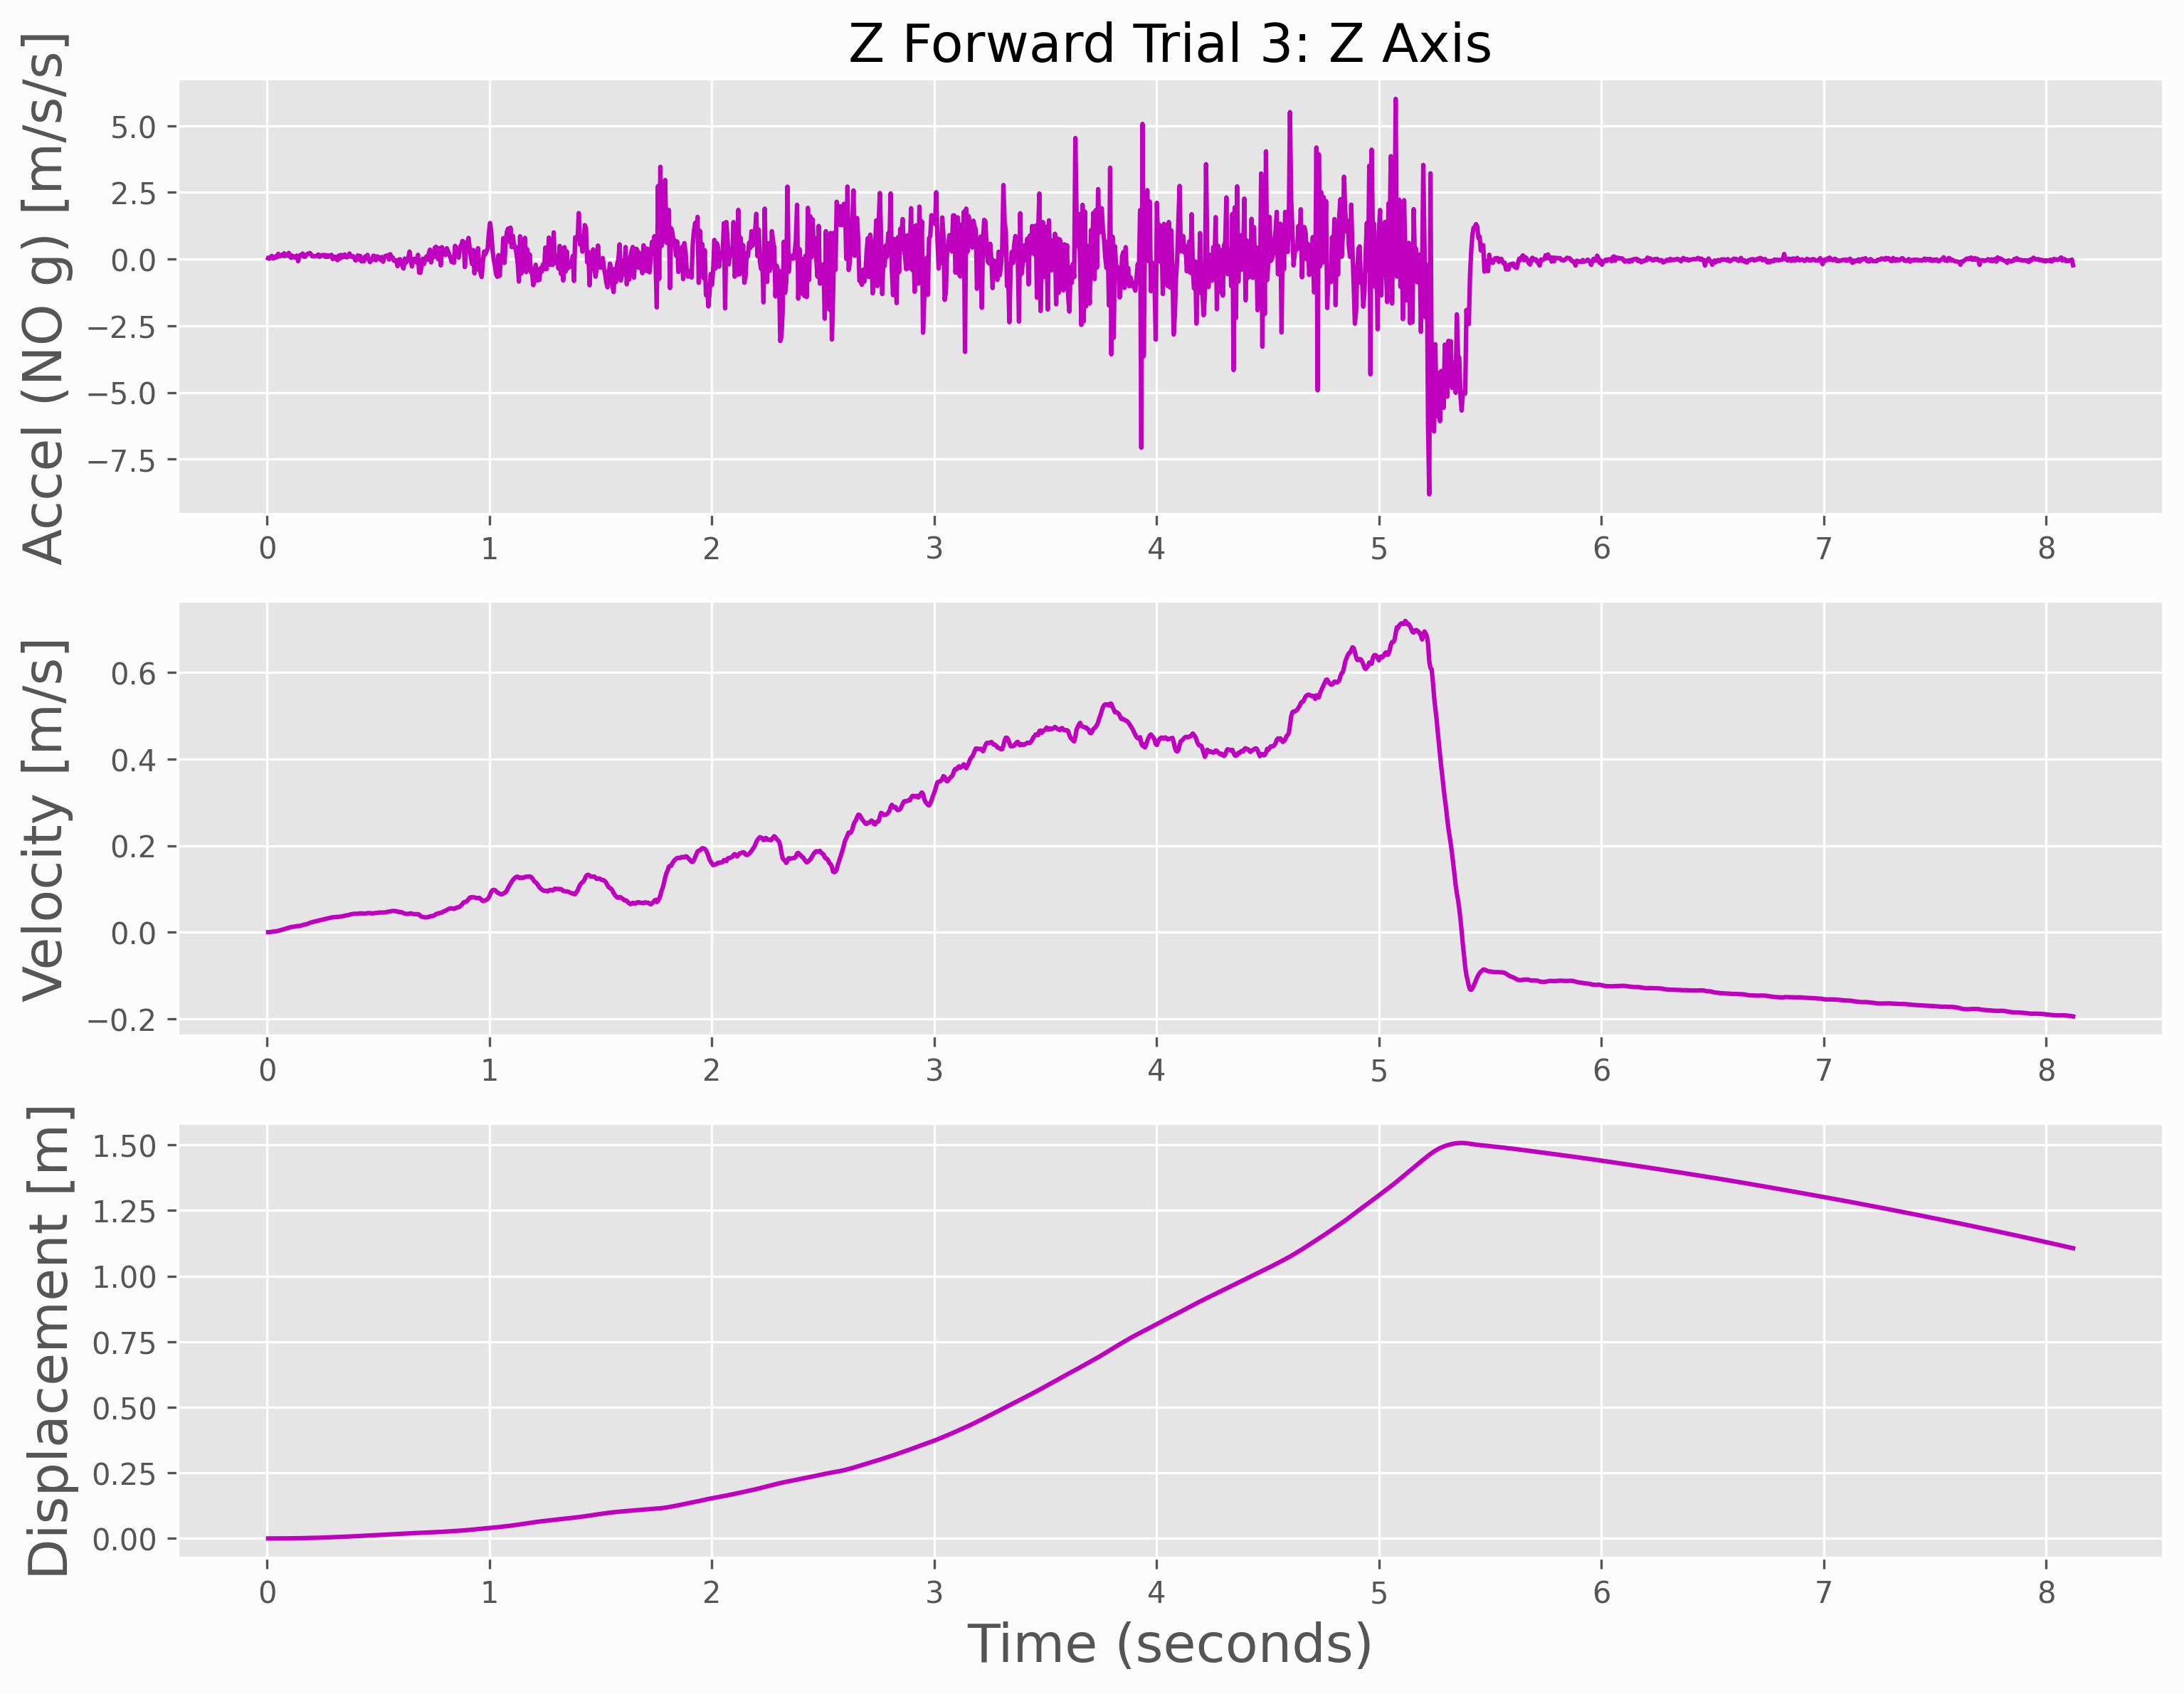 Z Forward Trial 3: Z Axis
Accel (NO g) [m/s/s]
5.0
2.5
0.0
−2.5
−5.0
−7.5
0 1 2 3 4 5 6 7 8
Velocity [m/s]
0.6
0.4
0.2
0.0
−0.2
0 1 2 3 4 5 6 7 8
Displacement [m]
1.50
1.25
1.00
0.75
0.50
0.25
0.00
0 1 2 3 4 5 6 7 8
Time (seconds)